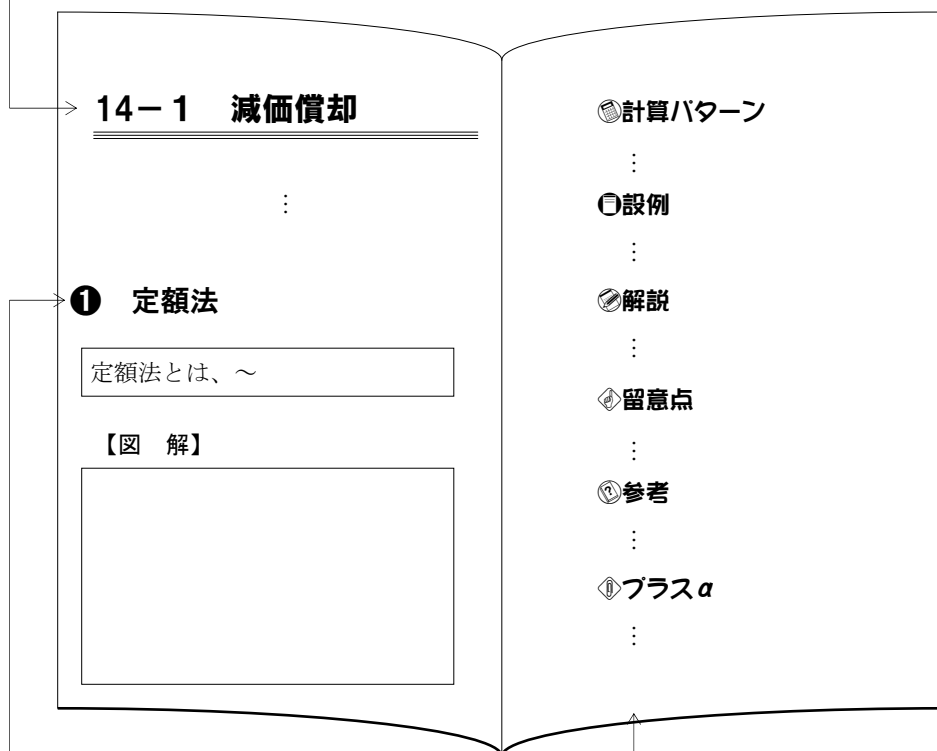 14－1　減価償却
⋮
❶　定額法
定額法とは、～
【図　解】
計算パターン
⋮
設例
⋮
解説
⋮
留意点
⋮
参考
⋮
プラスα
⋮